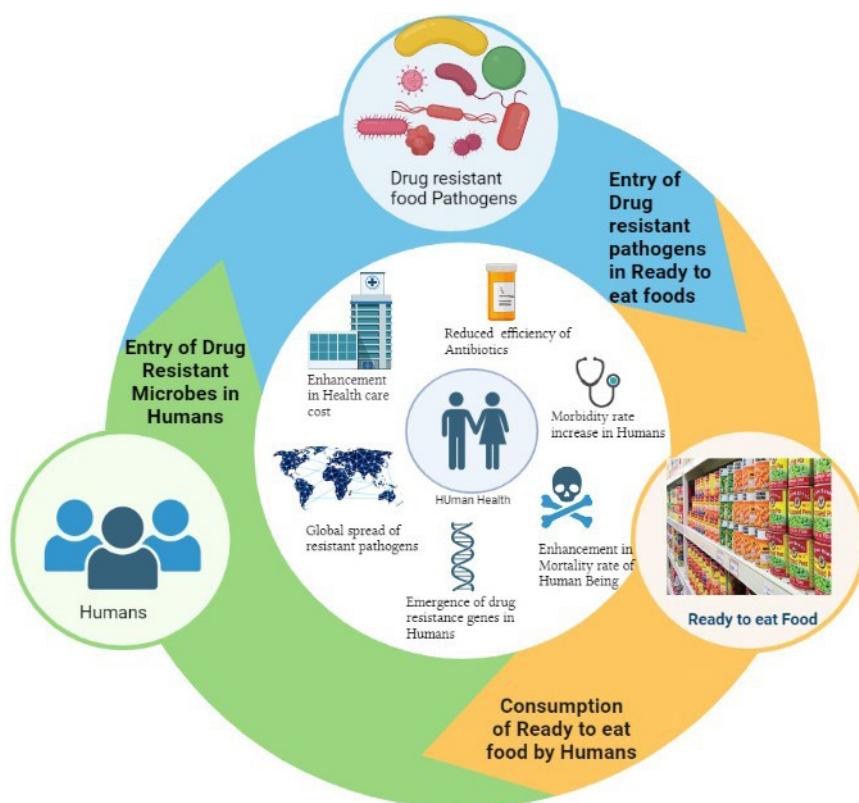 Drug resistant
food Pathogens
Entry of
Drug
resistant
pathogens
in Ready to
eat foods
Entry of Drug
Resistant
Microbes in
Humans
Reduced efficiency of
Antibiotics
Enhancement
in Health care
cost
Morbidity rate
increase in Humans
HUman Health
Global spread of
resistant pathogens
Enhancement in
Mortality rate of
Human Being
Emergence of drug
resistance genes in
Humans
Humans
Ready to eat Food
Consumption
of Ready to eat
food by Humans